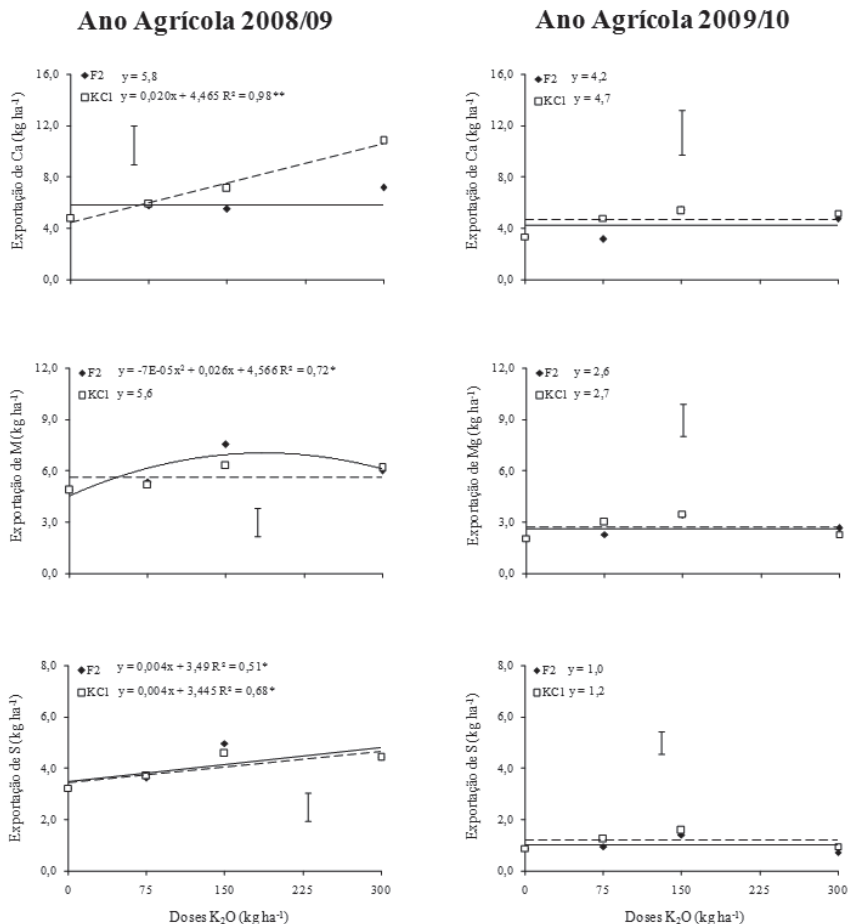 Ano Agrícola 2008/09
Ano Agrícola 2009/10
16,0
12,0
8,0
4,0
0,0
Exportação de Ca (kg ha⁻¹)
◆F2 y = 5,8
□KCl y = 0,020x + 4,465 R² = 0,98**
16,0
12,0
8,0
4,0
0,0
Exportação de Ca (kg ha⁻¹)
◆F2 y = 4,2
□KCl y = 4,7
12,0
9,0
6,0
3,0
0,0
Exportação de M (kg ha⁻¹)
◆F2 y = -7E-05x² + 0,026x + 4,566 R² = 0,72*
□KCl y = 5,6
12,0
9,0
6,0
3,0
0,0
Exportação de Mg (kg ha⁻¹)
◆F2 y = 2,6
□KCl y = 2,7
8,0
6,0
4,0
2,0
0,0
Exportação de S (kg ha⁻¹)
◆F2 y = 0,004x + 3,49 R² = 0,51*
□KCl y = 0,004x + 3,445 R² = 0,68*
0 75 150 225 300
Doses K₂O (kg ha⁻¹)
8,0
6,0
4,0
2,0
0,0
Exportação de S (kg ha⁻¹)
◆F2 y = 1,0
□KCl y = 1,2
0 75 150 225 300
Doses K₂O (kg ha⁻¹)